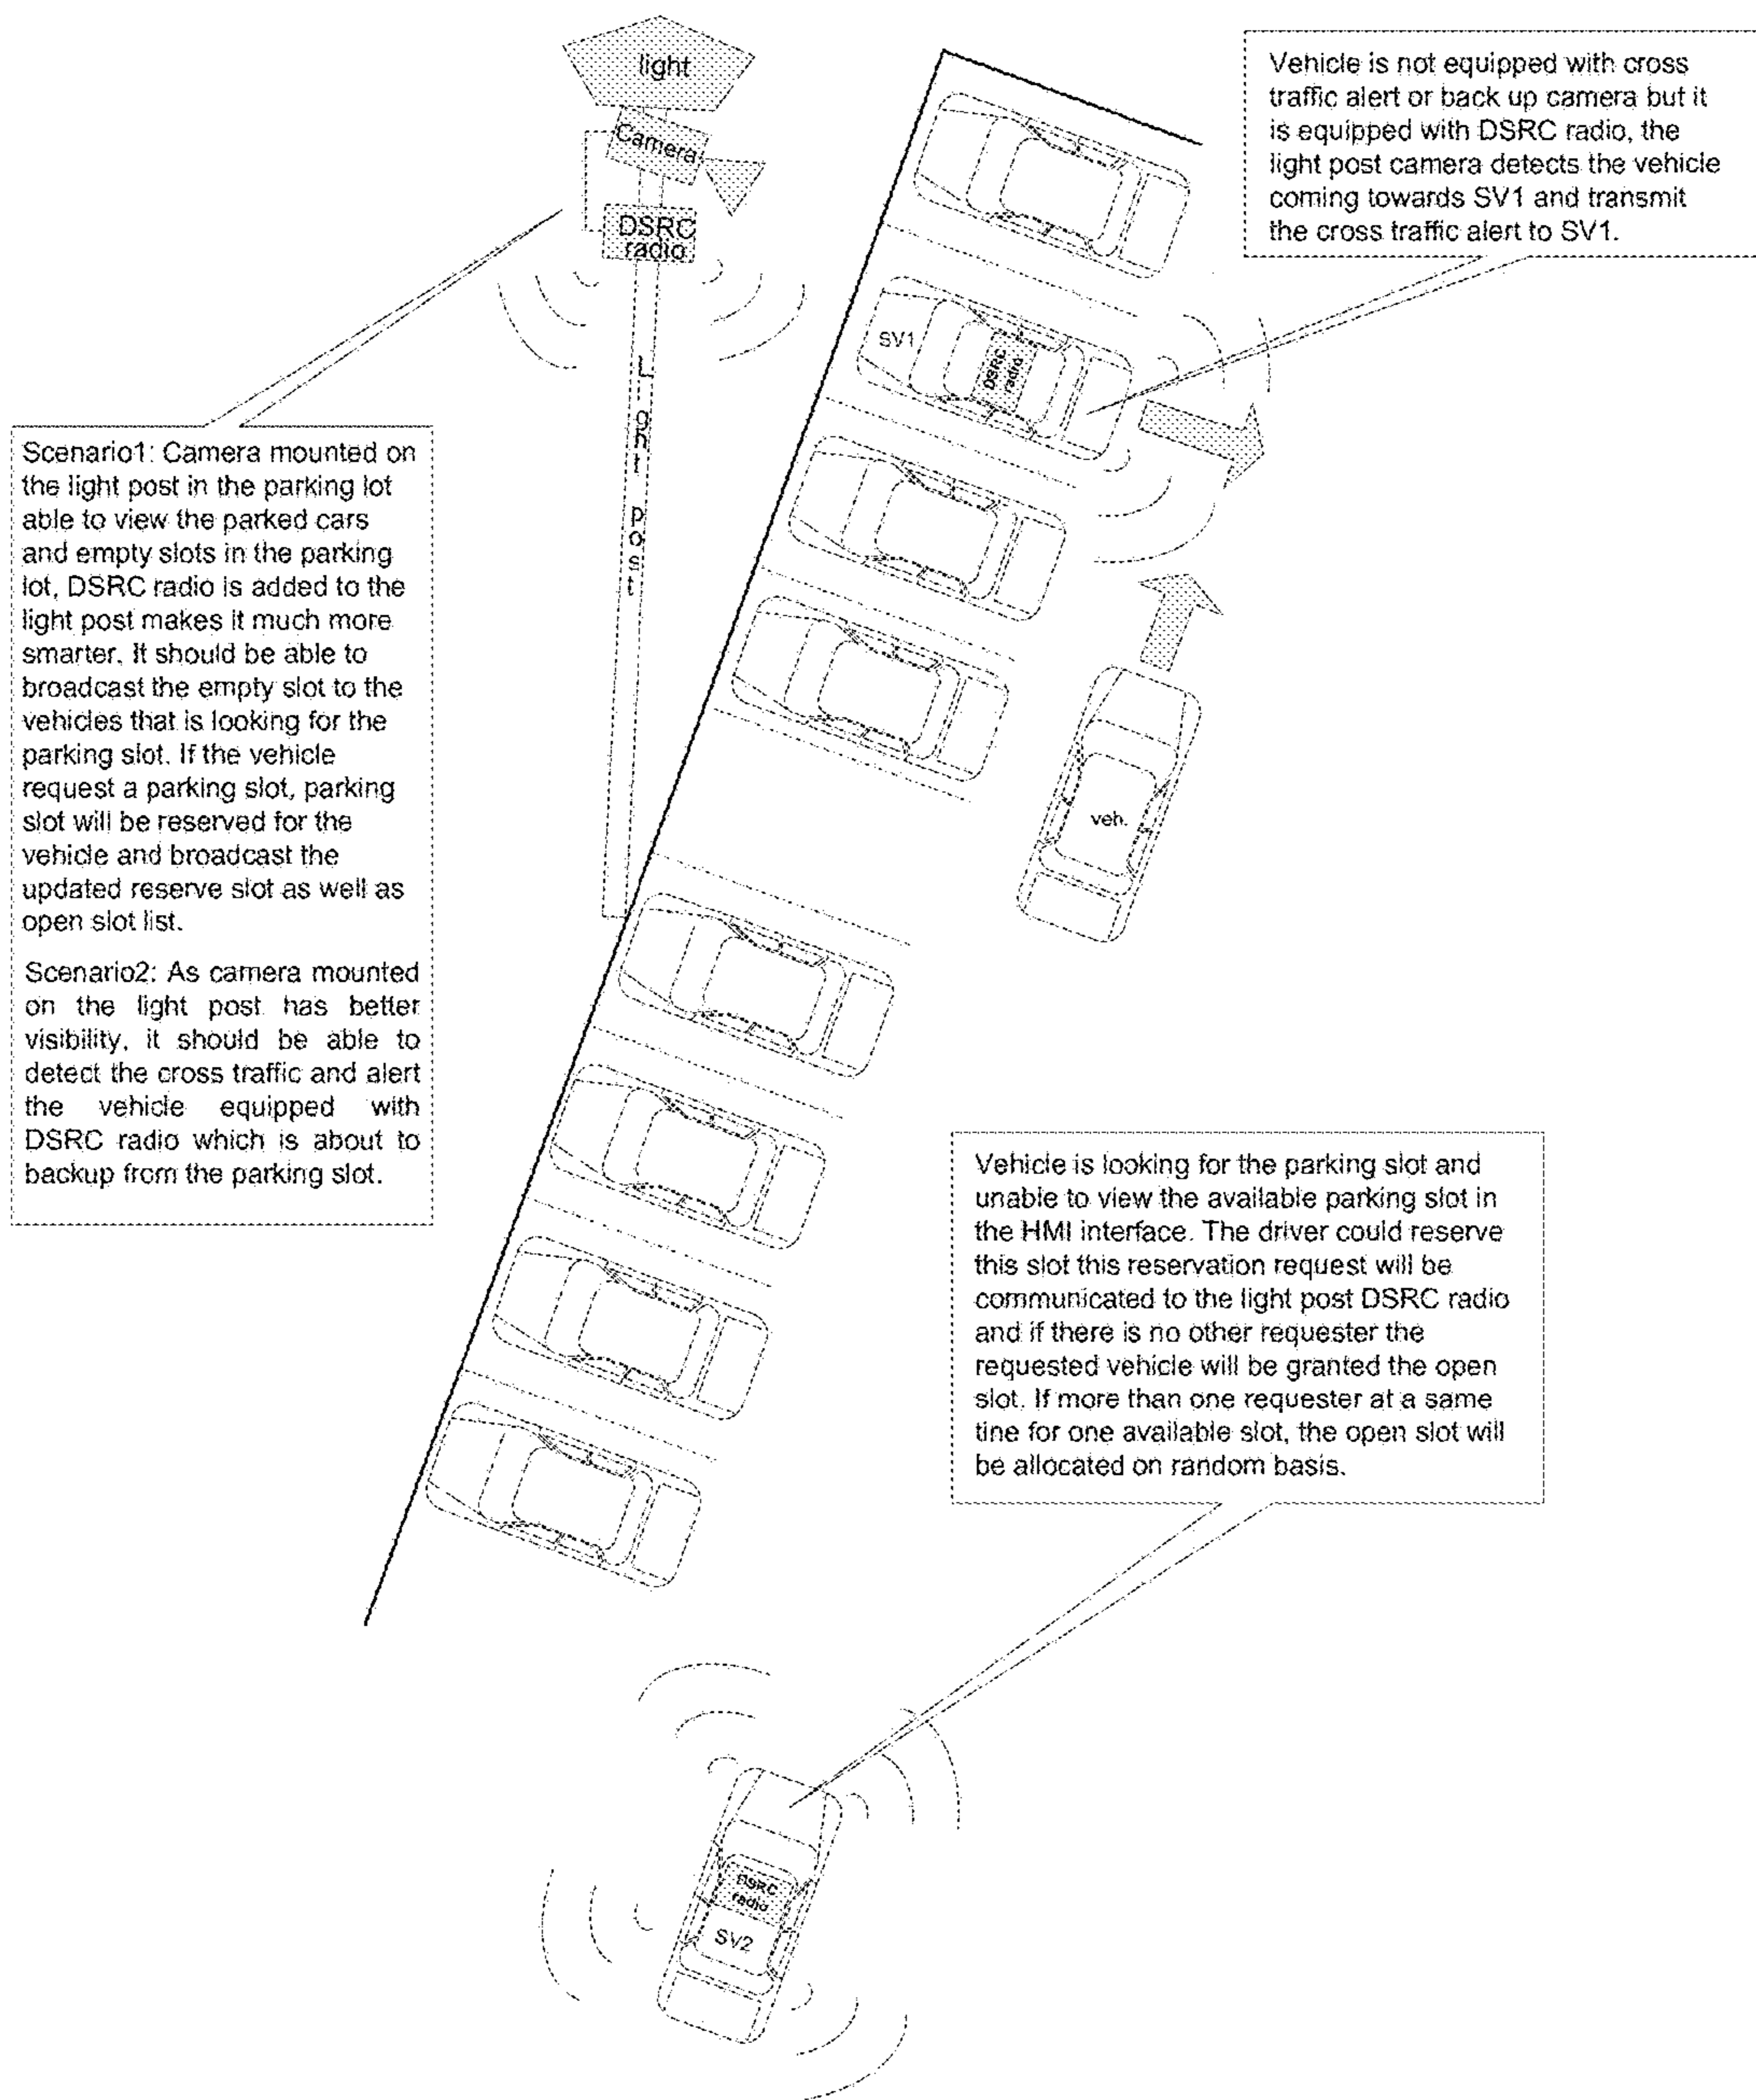 light
Camera
DSRC
radio
Light post
Vehicle is not equipped with cross
traffic alert or back up camera but it
is equipped with DSRC radio, the
light post camera detects the vehicle
coming towards SV1 and transmit
the cross traffic alert to SV1.
SV1
DSRC
radio
Scenario1: Camera mounted on
the light post in the parking lot
able to view the parked cars
and empty slots in the parking
lot, DSRC radio is added to the
light post makes it much more
smarter. It should be able to
broadcast the empty slot to the
vehicles that is looking for the
parking slot. If the vehicle
request a parking slot, parking
slot will be reserved for the
vehicle and broadcast the
updated reserve slot as well as
open slot list.
Scenario2: As camera mounted
on the light post has better
visibility, it should be able to
detect the cross traffic and alert
the vehicle equipped with
DSRC radio which is about to
backup from the parking slot.
veh.
Vehicle is looking for the parking slot and
unable to view the available parking slot in
the HMI interface. The driver could reserve
this slot this reservation request will be
communicated to the light post DSRC radio
and if there is no other requester the
requested vehicle will be granted the open
slot. If more than one requester at a same
tine for one available slot, the open slot will
be allocated on random basis.
DSRC
radio
SV2